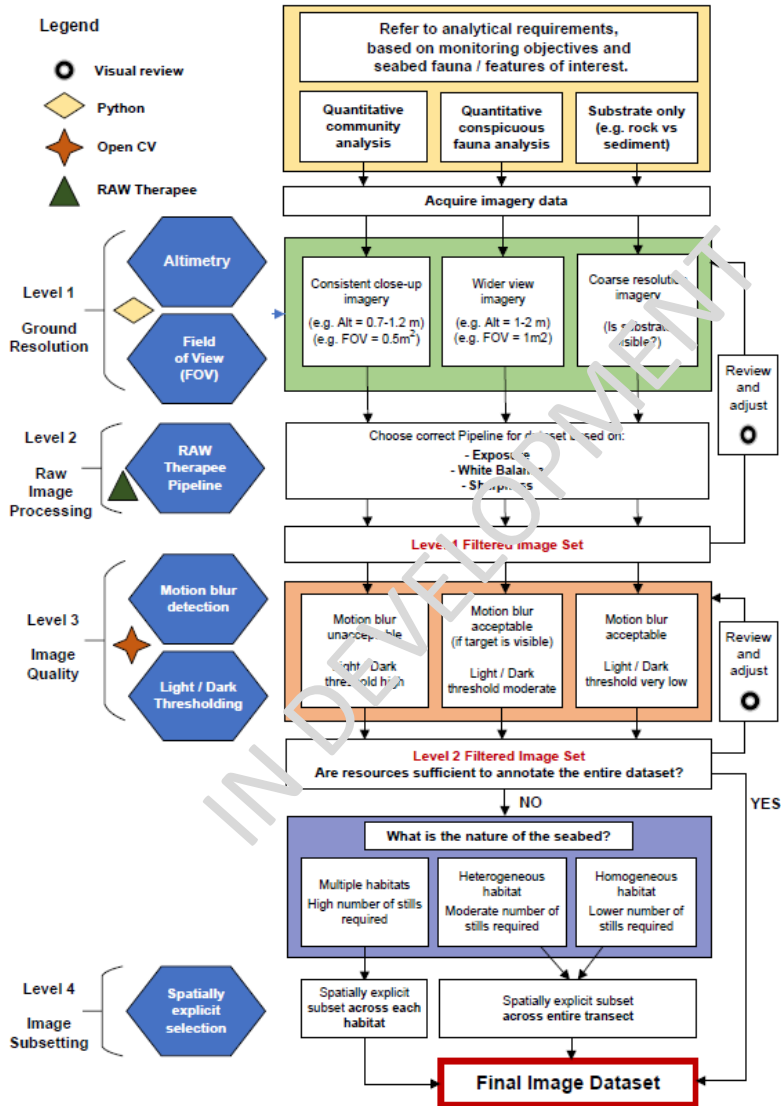 Legend
Visual review
Python
Open CV
RAW Therapee
Refer to analytical requirements,
based on monitoring objectives and
seabed fauna / features of interest.
Quantitative
community
analysis
Quantitative
conspicuous
fauna analysis
Substrate only
(e.g. rock vs
sediment)
Acquire imagery data
Level 1
Ground
Resolution
Altimetry
Field
of View
(FOV)
Consistent close-up
imagery
(e.g. Alt = 0.7-1.2 m)
(e.g. FOV = 0.5m²)
Wider view
imagery
(e.g. Alt = 1-2 m)
(e.g. FOV = 1m2)
Coarse resolution
imagery
(Is substrate
visible?)
Review
and
adjust
Level 2
Raw
Image
Processing
RAW
Therapee
Pipeline
Choose correct Pipeline for dataset based on:
- Exposure
- White Balance
- Sharpness
Level 1 Filtered Image Set
Level 3
Image
Quality
Motion blur
detection
Light / Dark
Thresholding
Motion blur
unacceptable
Light / Dark
threshold high
Motion blur
acceptable
(if target is visible)
Light / Dark
threshold moderate
Motion blur
acceptable
Light / Dark
threshold very low
Review
and
adjust
Level 2 Filtered Image Set
Are resources sufficient to annotate the entire dataset?
NO
YES
What is the nature of the seabed?
Multiple habitats
High number of stills
required
Heterogeneous
habitat
Moderate number of
stills required
Homogeneous
habitat
Lower number of
stills required
Level 4
Image
Subsetting
Spatially
explicit
selection
Spatially explicit
subset across each
habitat
Spatially explicit subset
across entire transect
Final Image Dataset
IN DEVELOPMENT